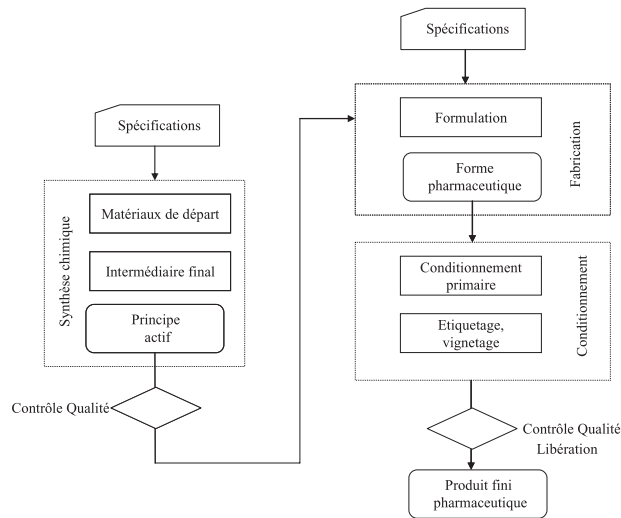 Spécifications
Synthèse chimique
Matériaux de départ
Intermédiaire final
Principe
actif
Contrôle Qualité
Spécifications
Fabrication
Formulation
Forme
pharmaceutique
Conditionnement
Conditionnement
primaire
Etiquetage,
vignetage
Contrôle Qualité
Libération
Produit fini
pharmaceutique